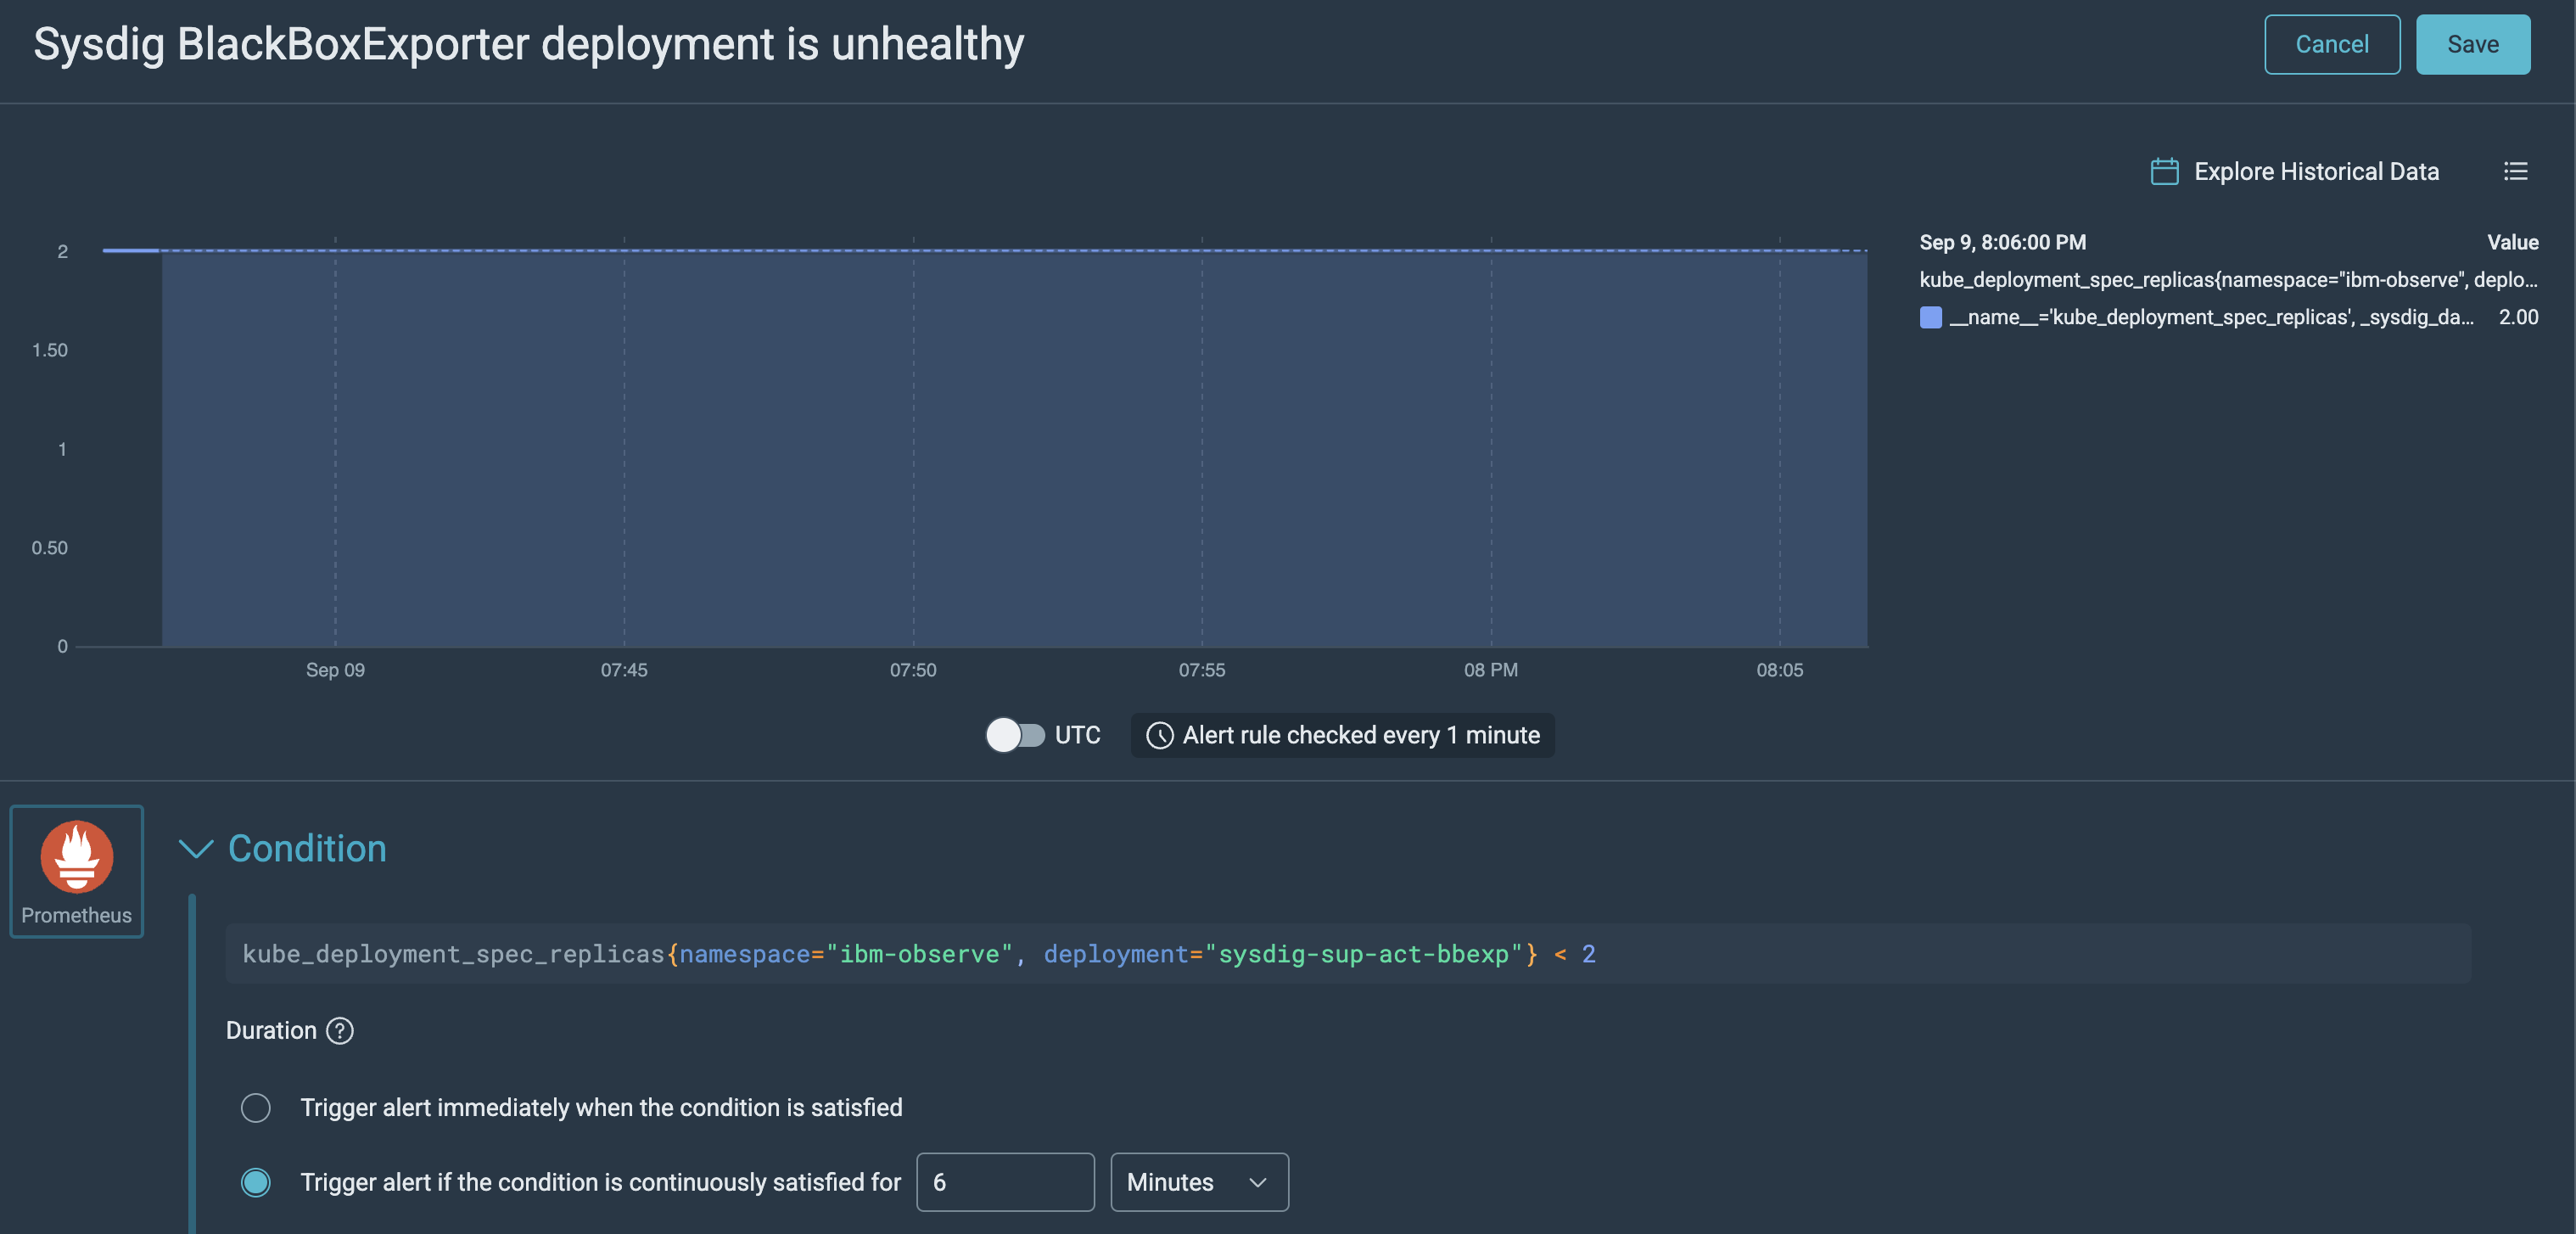 Sysdig BlackBoxExporter deployment is unhealthy
Cancel
Save
Explore Historical Data
2
1.50
1
0.50
0
Sep 09
07:45
07:50
07:55
08 PM
08:05
Sep 9, 8:06:00 PM Value
kube_deployment_spec_replicas{namespace="ibm-observe", deplo...
__name__='kube_deployment_spec_replicas', _sysdig_da... 2.00
UTC
Alert rule checked every 1 minute
Prometheus
Condition
kube_deployment_spec_replicas{namespace="ibm-observe", deployment="sysdig-sup-act-bbexp"} < 2
Duration ?
Trigger alert immediately when the condition is satisfied
Trigger alert if the condition is continuously satisfied for 6 Minutes